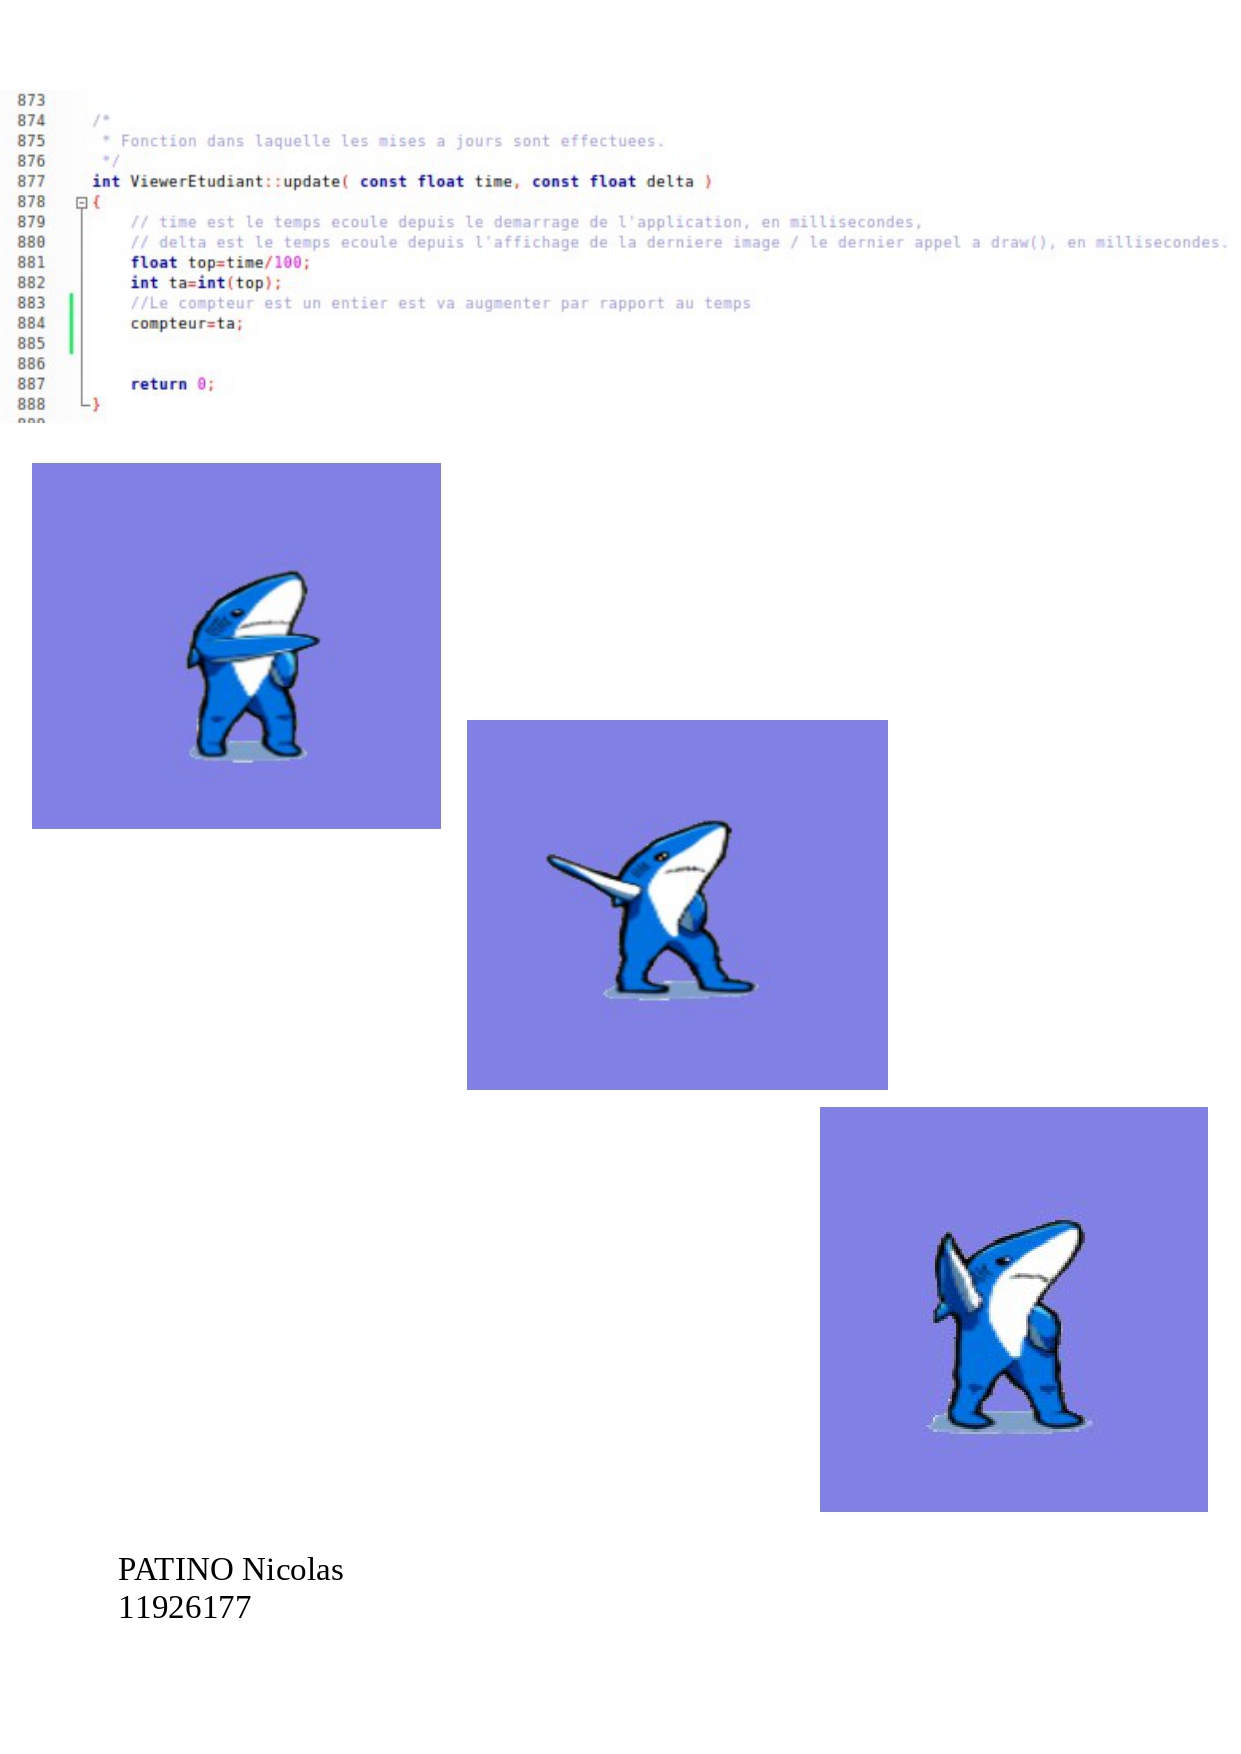 873
874 /*
875 * Fonction dans laquelle les mises a jours sont effectuees.
876 */
877 int ViewerEtudiant::update( const float time, const float delta )
878 {
879 // time est le temps ecoule depuis le demarrage de l'application, en millisecondes,
880 // delta est le temps ecoule depuis l'affichage de la derniere image / le dernier appel a draw(), en millisecondes.
881 float top=time/100;
882 int ta=int(top);
883 //Le compteur est un entier est va augmenter par rapport au temps
884 compteur=ta;
885
886
887 return 0;
888 }
PATINO Nicolas
11926177